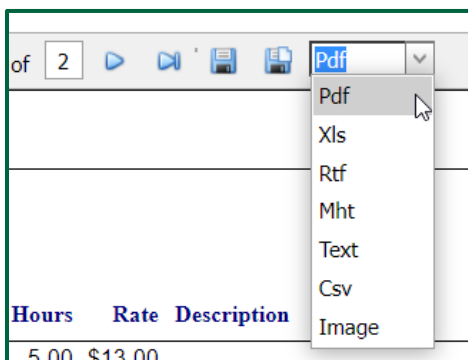 of 2 Pdf
Pdf
Xls
Rtf
Mht
Text
Csv
Image
Hours Rate Description
5.00 $13.00